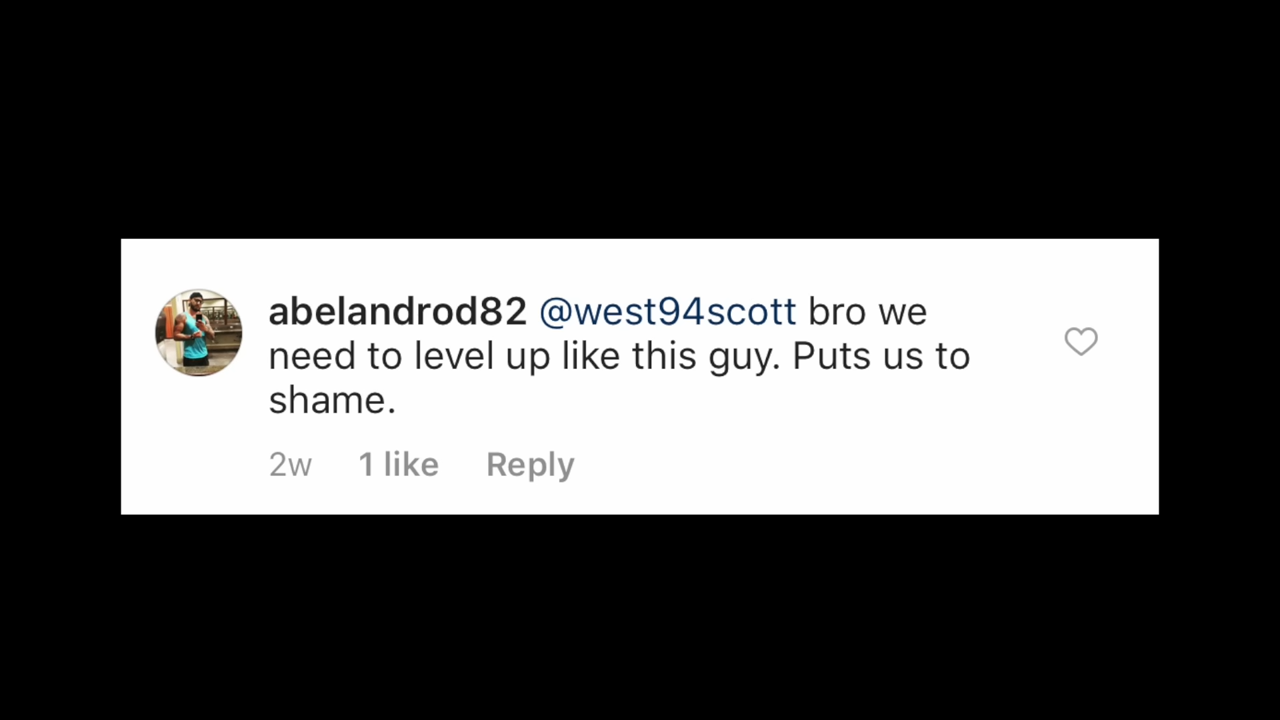 abelandrod82 @west94scott bro we
need to level up like this guy. Puts us to
shame.
2w 1 like Reply